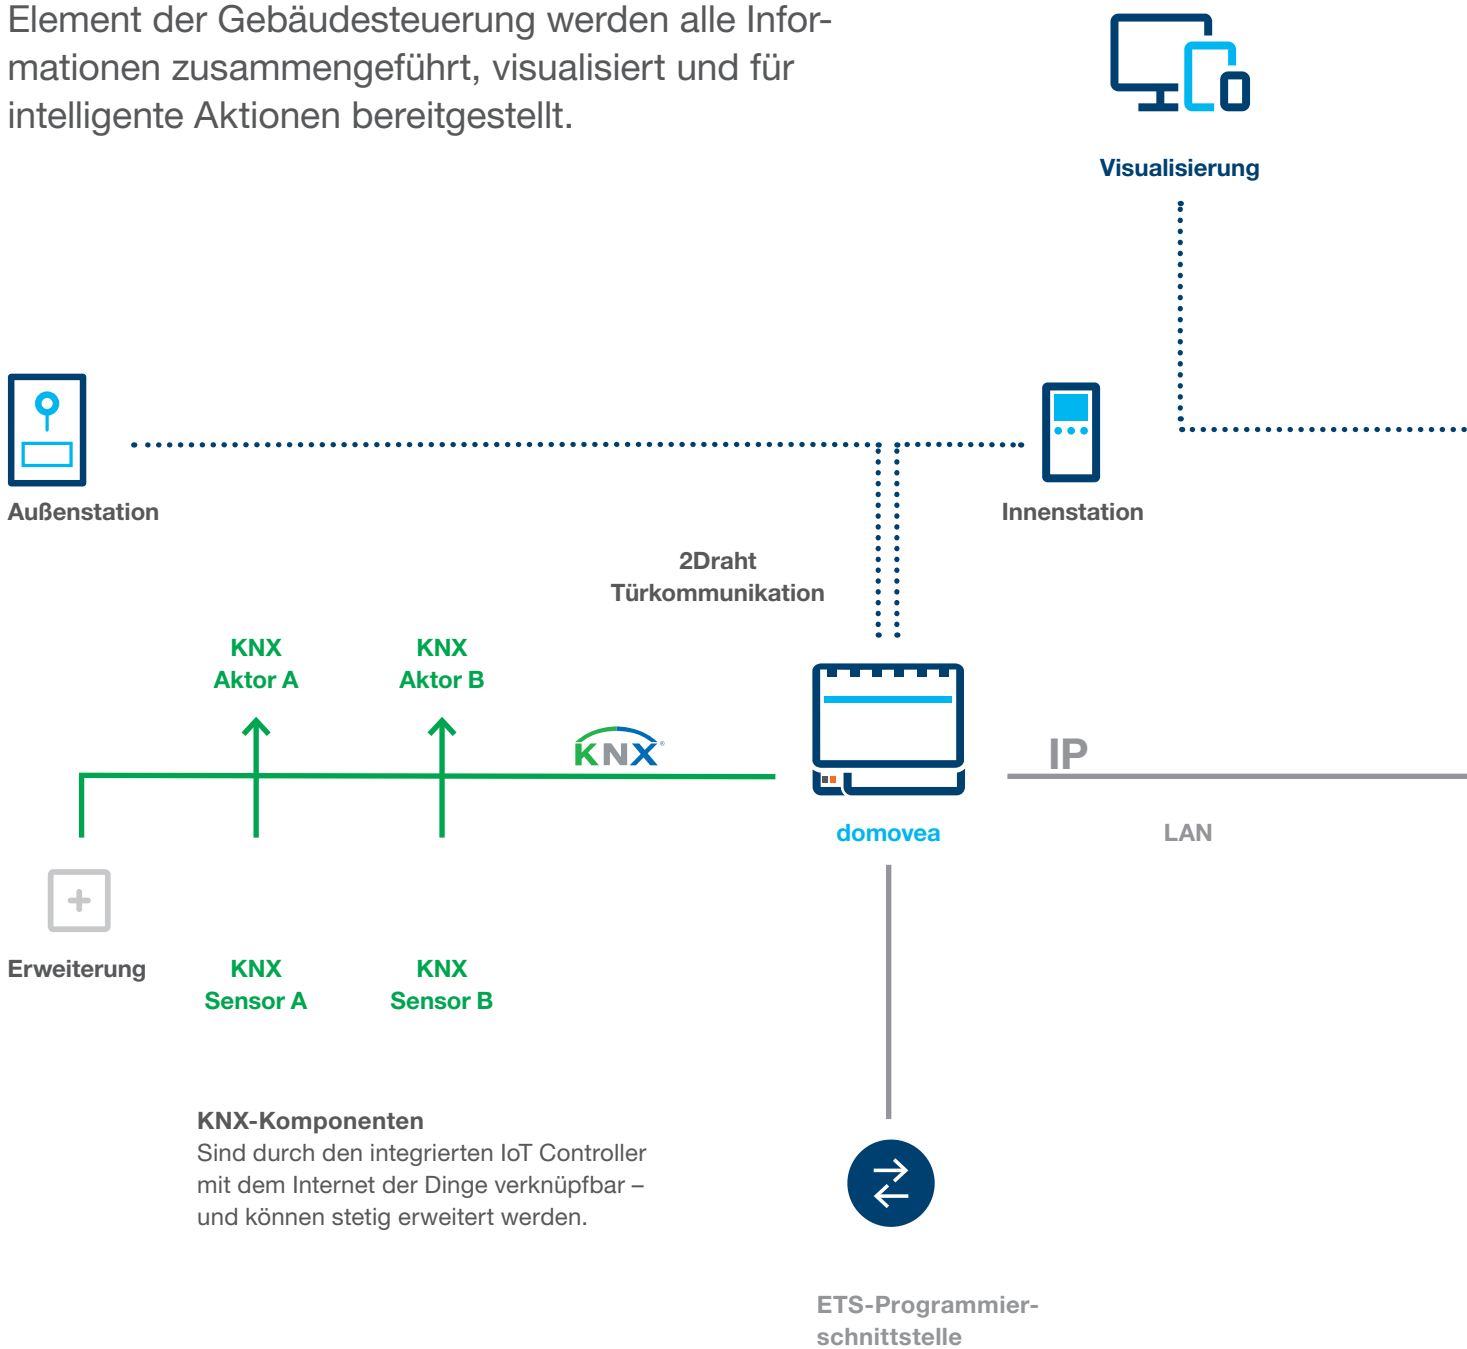 Element der Gebäudesteuerung werden alle Infor-
mationen zusammengeführt, visualisiert und für
intelligente Aktionen bereitgestellt.
Visualisierung
Außenstation
Innenstation
2Draht
Türkommunikation
KNX
Aktor A
KNX
Aktor B
KNX®
IP
domovea
LAN
Erweiterung
KNX
Sensor A
KNX
Sensor B
KNX-Komponenten
Sind durch den integrierten IoT Controller
mit dem Internet der Dinge verknüpfbar –
und können stetig erweitert werden.
ETS-Programmier-
schnittstelle